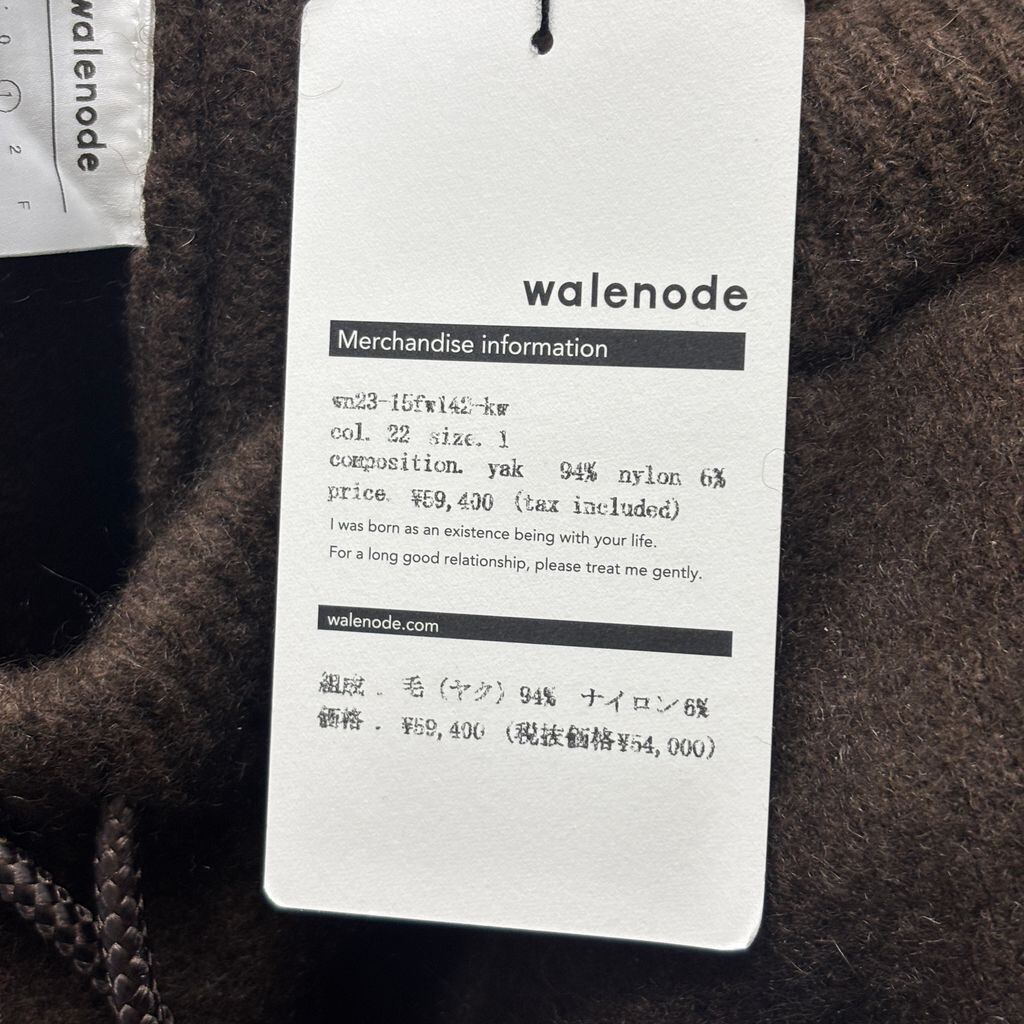 walenode
0
1
2
F
walenode
Merchandise information
wn23-15fw142-kw
col. 22 size. 1
composition. yak 94% nylon 6%
price. ¥59,400 (tax included)
I was born as an existence being with your life.
For a long good relationship, please treat me gently.
walenode.com
組成 . 毛 (ヤク) 94% ナイロン6%
価格 . ¥59,400 (税抜価格¥54,000)